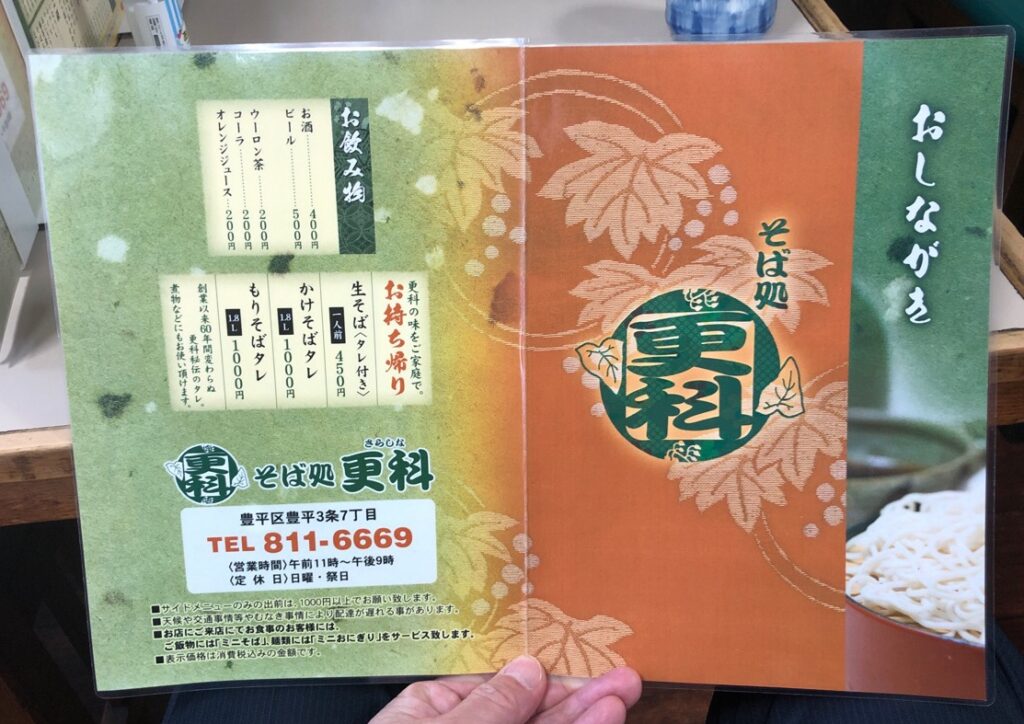 おしながき
そば処
更科
お飲み物
お酒………………400円
ビール……………500円
ウーロン茶………200円
コーラ……………200円
オレンジジュース…200円
更科の味をご家庭で。
お持ち帰り
生そば〈タレ付き〉
一人前 450円
かけそばタレ
1.8L 1000円
もりそばタレ
1.8L 1000円
創業以来60年間変わらぬ
更科秘伝のタレ。
煮物などにもお使い頂けます。
更科
そば処 更科
さらしな
豊平区豊平3条7丁目
TEL 811-6669
〈営業時間〉午前11時〜午後9時
〈定休日〉日曜・祭日
■サイドメニューのみの出前は、1000円以上でお願い致します。
■天候や交通事情等やむなき事情により配達が遅れる事があります。
■お店にご来店にてお食事のお客様には、
ご飯物には「ミニそば」、麺類には「ミニおにぎり」をサービス致します。
■表示価格は消費税込みの金額です。